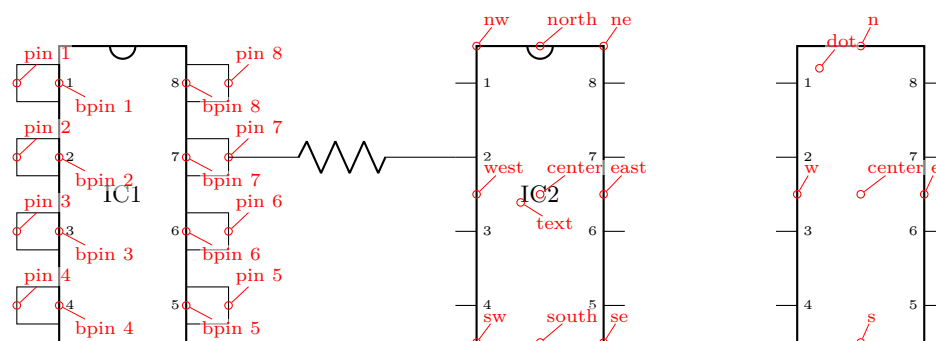 nw north ne n
pin 1 pin 8 dot
1 8 1 8 1 8
bpin 1 bpin 8
pin 2 pin 7
2 7 2 7 2 7
bpin 2 bpin 7 west center east w center e
IC1 IC2
pin 3 pin 6 text
3 6 3 6 3 6
bpin 3 bpin 6
pin 4 pin 5
4 5 4 5 4 5
bpin 4 bpin 5 sw south se s